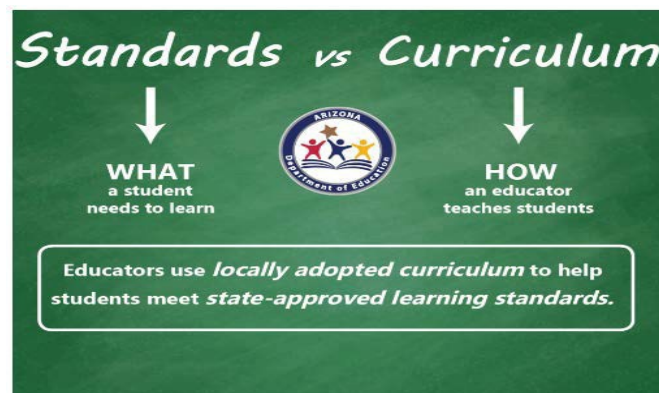 Standards vs Curriculum
WHAT
a student
needs to learn
ARIZONA
Department of Education
HOW
an educator
teaches students
Educators use locally adopted curriculum to help
students meet state-approved learning standards.